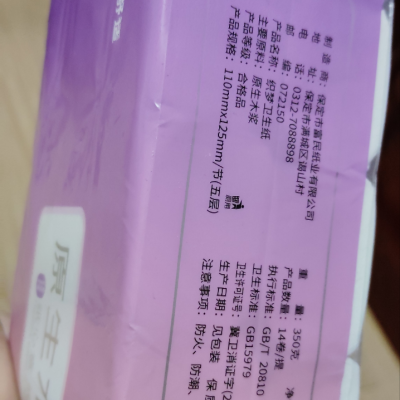 制造商：保定市富民纸业有限公司
地 址：保定市满城区谒山村
电 话：0312-7088898
邮 编：072150
产品名称：织梦卫生纸
主要原料：原生木浆
产品等级：合格品
产品规格：110mmx125mm/节(五层)
重 量：350克 净
产品数量：14卷/提
执行标准：GB/T 20810
卫生标准：GB15979
卫生许可证号：冀卫消证字(2
生产日期：见包装 保
注意事项：防火、防潮、
原生